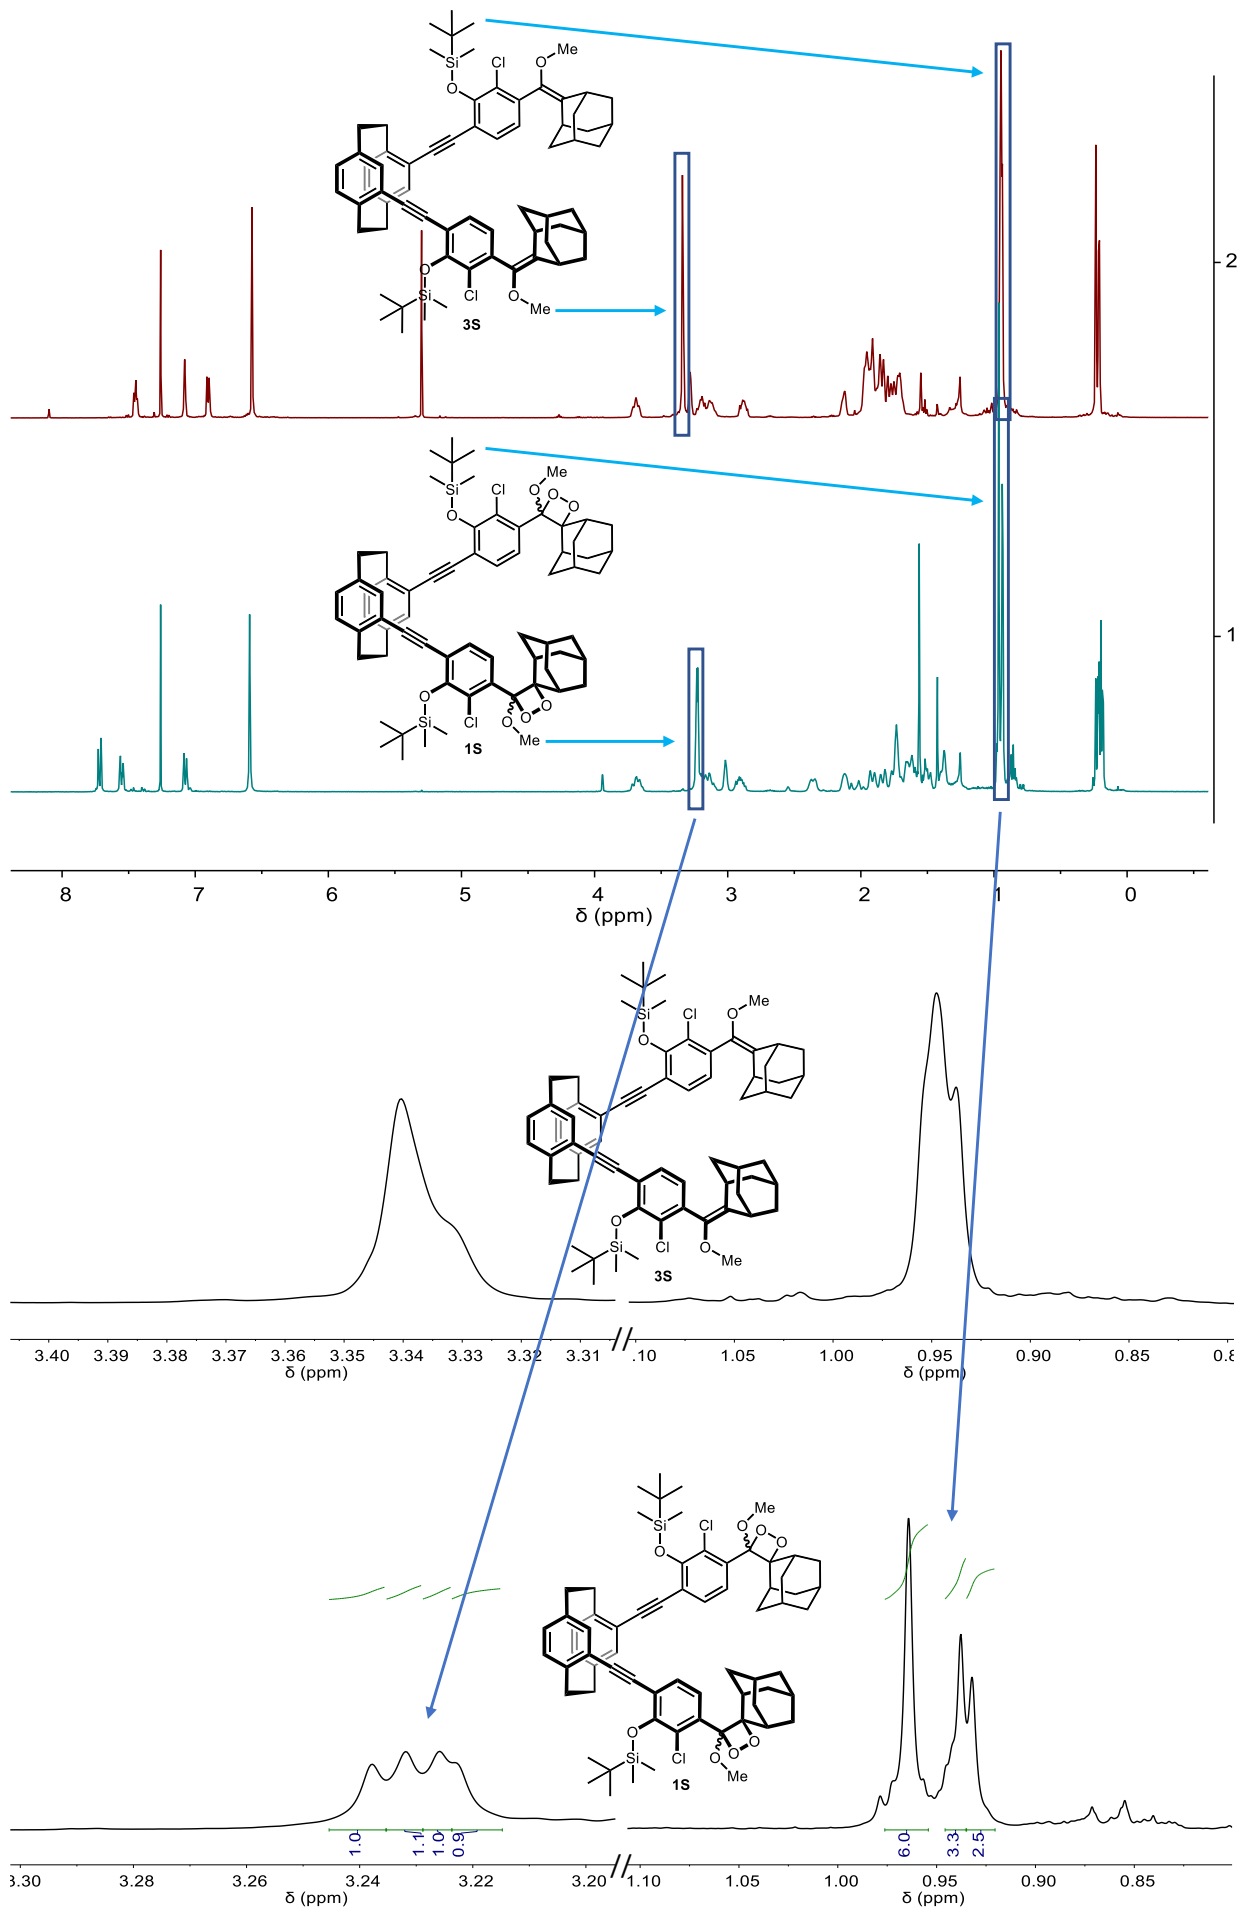 Si
Cl
O
Me
O
2
O
Cl
Si
O
Me
3S
Si
Cl
Me
O
O
O
O
1
O
Si
Cl
O
O
O
Me
1S
8 7 6 5 4 3 2 1 0
δ (ppm)
Si
Cl
O
Me
O
O
Si
Cl
O
Me
3S
3.40 3.39 3.38 3.37 3.36 3.35 3.34 3.33 3.32 3.31 .10 1.05 1.00 0.95 0.90 0.85 0.8
δ (ppm) δ (ppm)
Si
Cl
Me
O
O
O
O
O
Si
Cl
O
O
O
Me
1S
1.0 1.1 1.0 0.9 6.0 3.3 2.5
3.30 3.28 3.26 3.24 3.22 3.20 1.10 1.05 1.00 0.95 0.90 0.85
δ (ppm) δ (ppm)